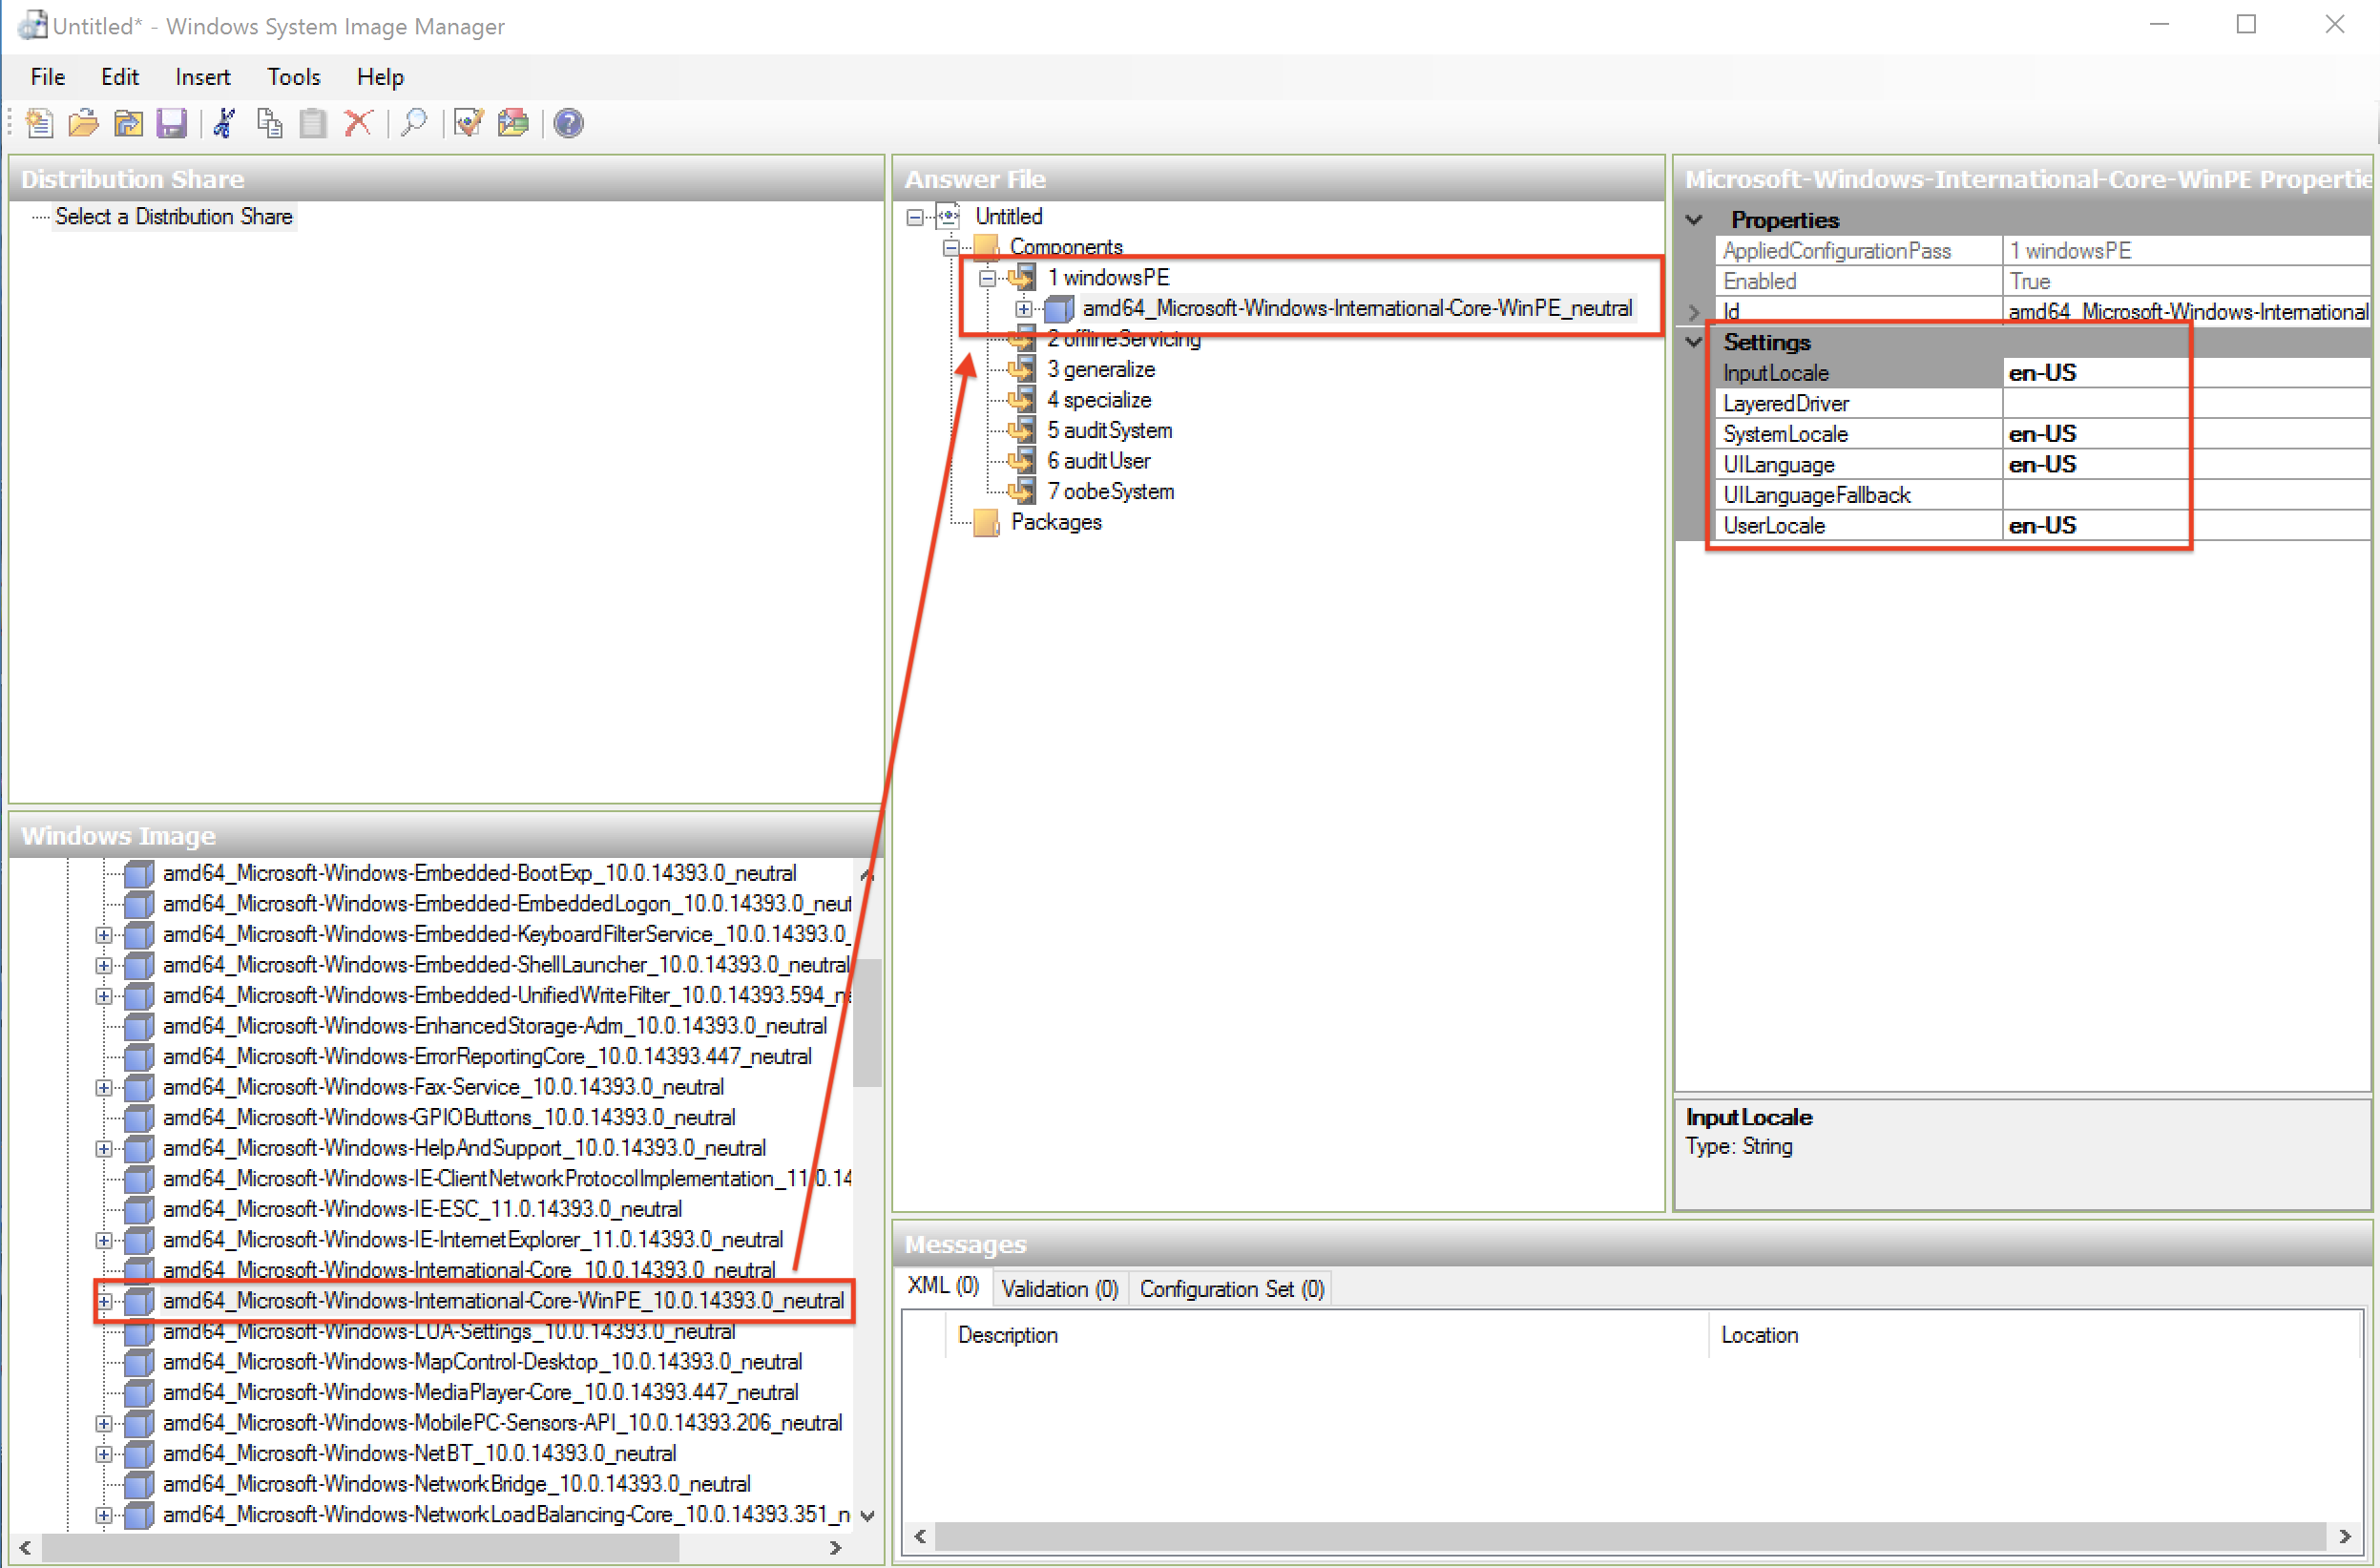 Untitled* - Windows System Image Manager
File Edit Insert Tools Help
Distribution Share
Select a Distribution Share
Answer File
Untitled
Components
1 windowsPE
amd64_Microsoft-Windows-International-Core-WinPE_neutral
2 offlineServicing
3 generalize
4 specialize
5 auditSystem
6 auditUser
7 oobeSystem
Packages
Microsoft-Windows-International-Core-WinPE Propertie
Properties
AppliedConfigurationPass 1 windowsPE
Enabled True
Id amd64_Microsoft-Windows-International
Settings
InputLocale en-US
LayeredDriver
SystemLocale en-US
UILanguage en-US
UILanguageFallback
UserLocale en-US
InputLocale
Type: String
Windows Image
amd64_Microsoft-Windows-Embedded-BootExp_10.0.14393.0_neutral
amd64_Microsoft-Windows-Embedded-EmbeddedLogon_10.0.14393.0_neut
amd64_Microsoft-Windows-Embedded-KeyboardFilterService_10.0.14393.0_
amd64_Microsoft-Windows-Embedded-ShellLauncher_10.0.14393.0_neutral
amd64_Microsoft-Windows-Embedded-UnifiedWriteFilter_10.0.14393.594_ne
amd64_Microsoft-Windows-EnhancedStorage-Adm_10.0.14393.0_neutral
amd64_Microsoft-Windows-ErrorReportingCore_10.0.14393.447_neutral
amd64_Microsoft-Windows-Fax-Service_10.0.14393.0_neutral
amd64_Microsoft-Windows-GPIOButtons_10.0.14393.0_neutral
amd64_Microsoft-Windows-HelpAndSupport_10.0.14393.0_neutral
amd64_Microsoft-Windows-IE-ClientNetworkProtocolImplementation_11.0.14
amd64_Microsoft-Windows-IE-ESC_11.0.14393.0_neutral
amd64_Microsoft-Windows-IE-InternetExplorer_11.0.14393.0_neutral
amd64_Microsoft-Windows-International-Core_10.0.14393.0_neutral
amd64_Microsoft-Windows-International-Core-WinPE_10.0.14393.0_neutral
amd64_Microsoft-Windows-LUA-Settings_10.0.14393.0_neutral
amd64_Microsoft-Windows-MapControl-Desktop_10.0.14393.0_neutral
amd64_Microsoft-Windows-MediaPlayer-Core_10.0.14393.447_neutral
amd64_Microsoft-Windows-MobilePC-Sensors-API_10.0.14393.206_neutral
amd64_Microsoft-Windows-NetBT_10.0.14393.0_neutral
amd64_Microsoft-Windows-NetworkBridge_10.0.14393.0_neutral
amd64_Microsoft-Windows-NetworkLoadBalancing-Core_10.0.14393.351_n
Messages
XML (0) Validation (0) Configuration Set (0)
Description Location